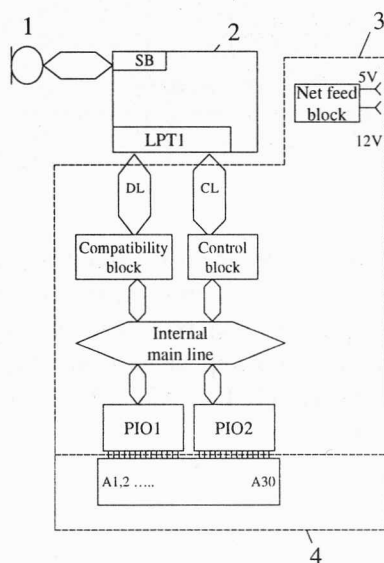 1
2
3
SB
5V
Net feed
block
12V
LPT1
DL
CL
Compatibility
block
Control
block
Internal
main line
PIO1
PIO2
A1,2 .....
A30
4